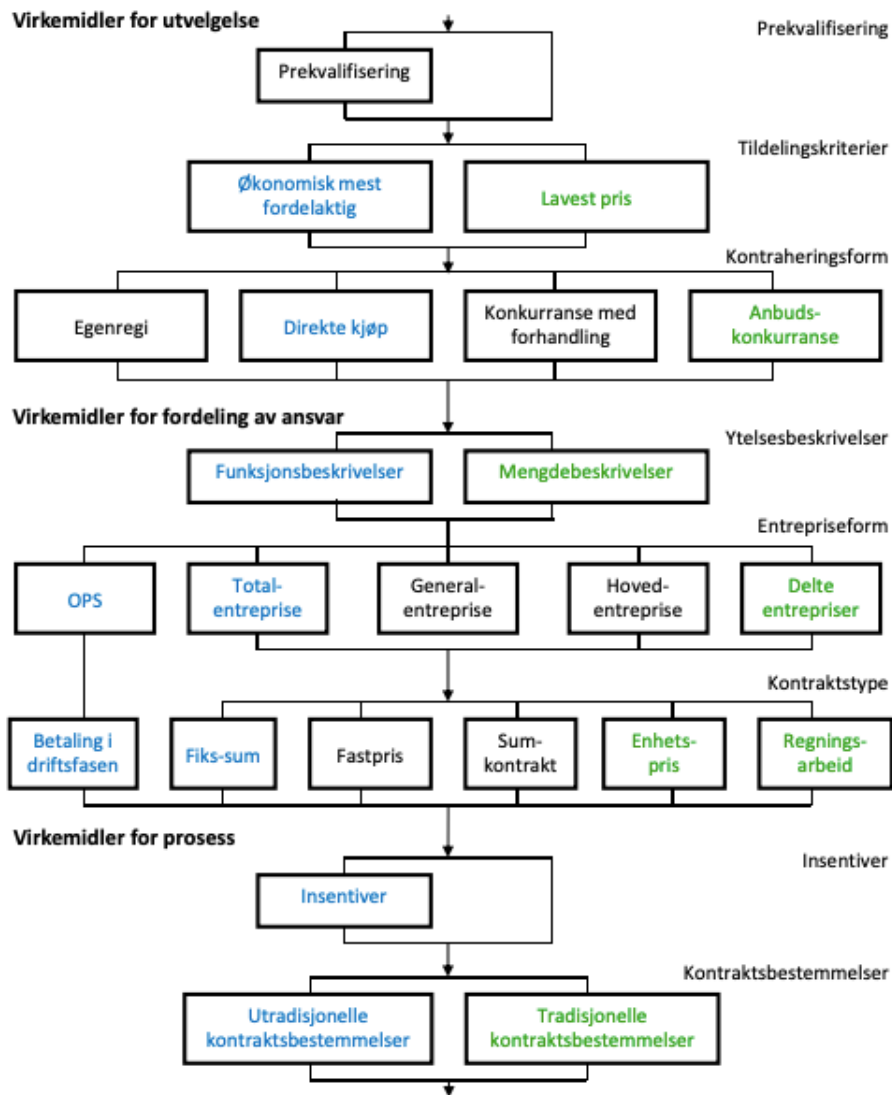 Virkemidler for utvelgelse
Prekvalifisering
Prekvalifisering
Tildelingskriterier
Økonomisk mest
fordelaktig
Lavest pris
Kontraheringsform
Egenregi
Direkte kjøp
Konkurranse med
forhandling
Anbuds-
konkurranse
Virkemidler for fordeling av ansvar
Ytelsesbeskrivelser
Funksjonsbeskrivelser
Mengdebeskrivelser
Entrepriseform
OPS
Total-
entreprise
General-
entreprise
Hoved-
entreprise
Delte
entrepriser
Kontraktstype
Betaling i
driftsfasen
Fiks-sum
Fastpris
Sum-
kontrakt
Enhets-
pris
Regnings-
arbeid
Virkemidler for prosess
Insentiver
Insentiver
Kontraktsbestemmelser
Utradisjonelle
kontraktsbestemmelser
Tradisjonelle
kontraktsbestemmelser